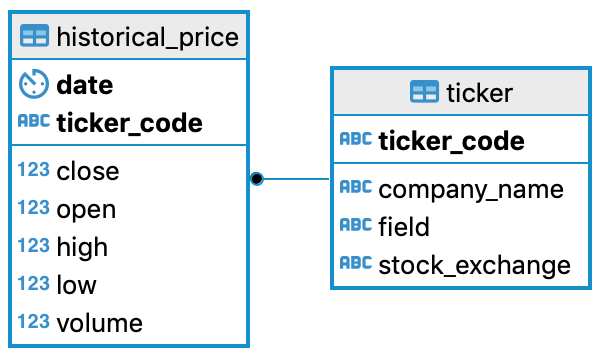 historical_price
date
ABC ticker_code
123 close
123 open
123 high
123 low
123 volume
ticker
ABC ticker_code
ABC company_name
ABC field
ABC stock_exchange